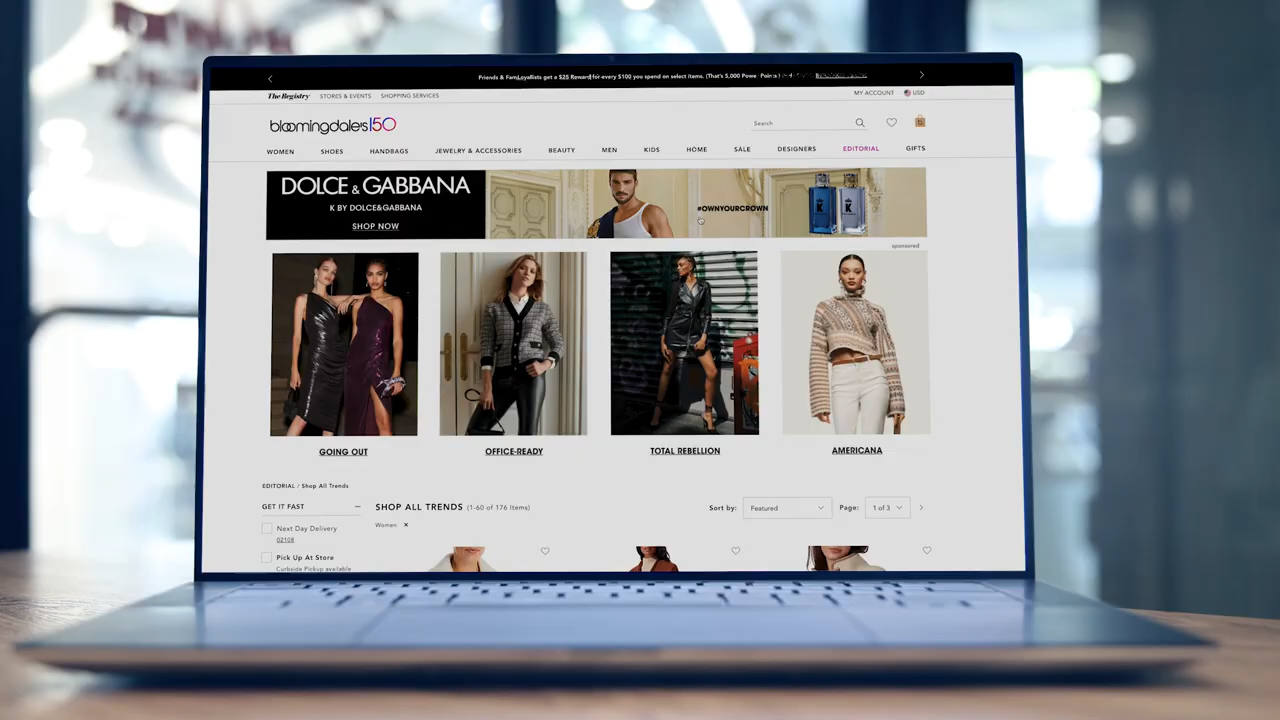 Friends & Fam Loyallists get a $25 Reward for every $100 you spend on select items. (That's 5,000 Power Points)
The Registry STORES & EVENTS SHOPPING SERVICES MY ACCOUNT USD
bloomingdale's 150 Search
WOMEN SHOES HANDBAGS JEWELRY & ACCESSORIES BEAUTY MEN KIDS HOME SALE DESIGNERS EDITORIAL GIFTS
DOLCE & GABBANA
K BY DOLCE&GABBANA
SHOP NOW
#OWNYOURCROWN
K K
sponsored
GOING OUT OFFICE-READY TOTAL REBELLION AMERICANA
EDITORIAL / Shop All Trends
GET IT FAST
SHOP ALL TRENDS (1-60 of 176 Items) Sort by: Featured Page: 1 of 3
Women ×
Next Day Delivery
02108
Pick Up At Store
Curbside Pickup available